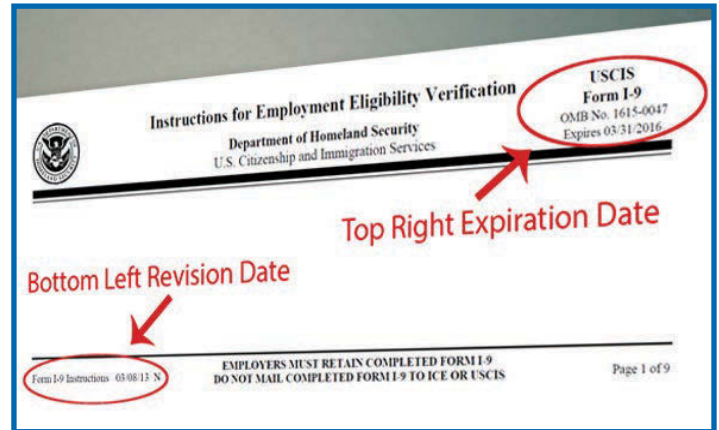 Instructions for Employment Eligibility Verification
Department of Homeland Security
U.S. Citizenship and Immigration Services
USCIS
Form I-9
OMB No. 1615-0047
Expires 03/31/2016
Top Right Expiration Date
Bottom Left Revision Date
Form I-9 Instructions 03/08/13 N
EMPLOYERS MUST RETAIN COMPLETED FORM I-9
DO NOT MAIL COMPLETED FORM I-9 TO ICE OR USCIS
Page 1 of 9